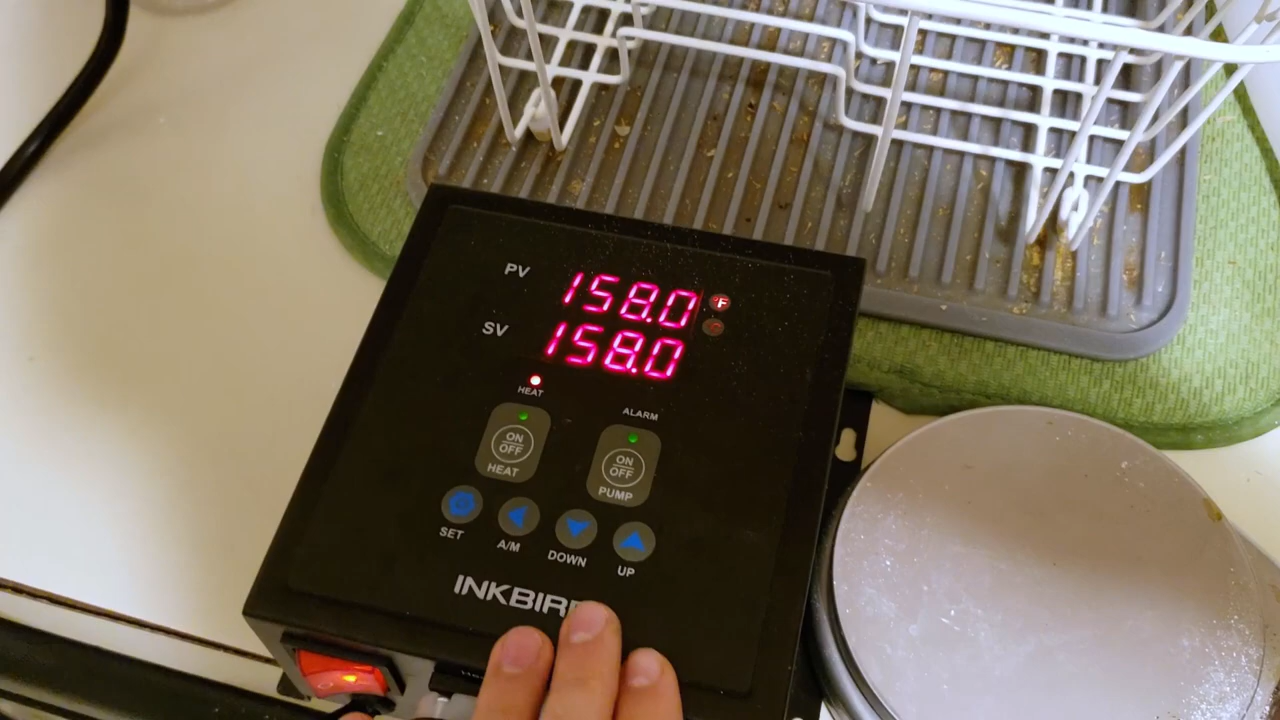 PV 158.0 °F
SV 158.0
HEAT
ALARM
ON OFF HEAT
ON OFF PUMP
SET A/M DOWN UP
INKBIRD